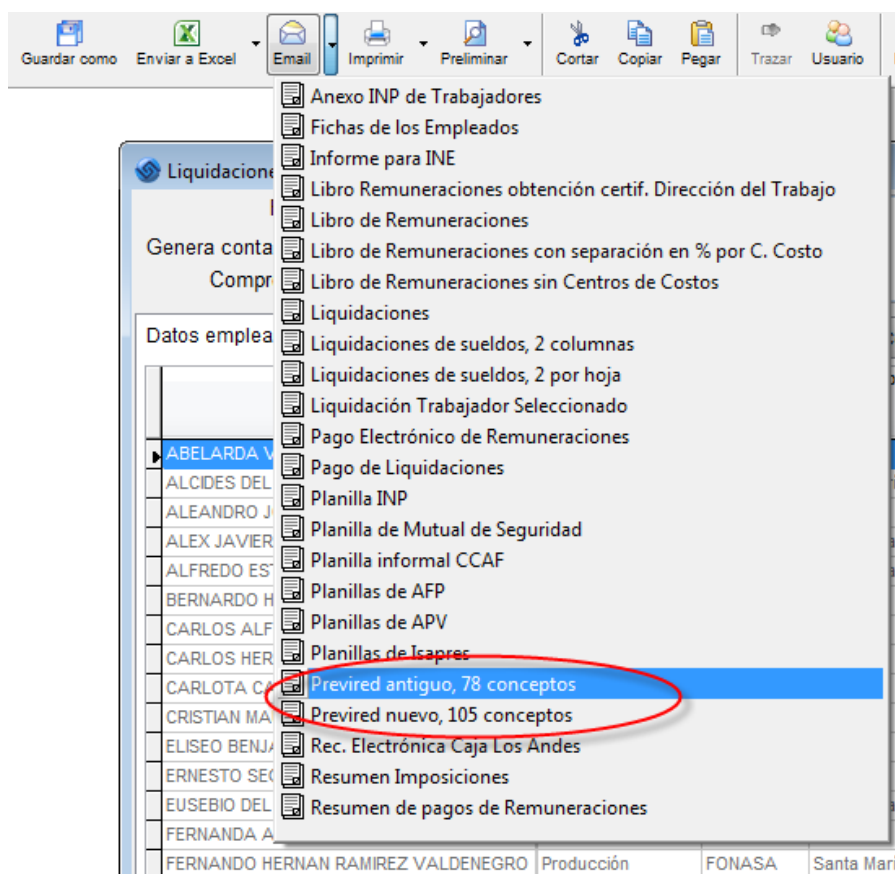 Guardar como Enviar a Excel Email Imprimir Preliminar Cortar Copiar Pegar Trazar Usuario
Anexo INP de Trabajadores
Fichas de los Empleados
Informe para INE
Liquidacione
Libro Remuneraciones obtención certif. Dirección del Trabajo
Libro de Remuneraciones
Genera conta
Libro de Remuneraciones con separación en % por C. Costo
Compr
Libro de Remuneraciones sin Centros de Costos
Liquidaciones
Datos emplea
Liquidaciones de sueldos, 2 columnas
Liquidaciones de sueldos, 2 por hoja
Liquidación Trabajador Seleccionado
Pago Electrónico de Remuneraciones
ABELARDA V
Pago de Liquidaciones
ALCIDES DEL
Planilla INP
ALEANDRO J
Planilla de Mutual de Seguridad
ALEX JAVIER
Planilla informal CCAF
ALFREDO ES
Planillas de AFP
BERNARDO H
Planillas de APV
CARLOS ALF
Planillas de Isapres
CARLOS HER
Previred antiguo, 78 conceptos
CARLOTA CA
Previred nuevo, 105 conceptos
CRISTIAN MA
Rec. Electrónica Caja Los Andes
ELISEO BENJ
Resumen Imposiciones
ERNESTO SEG
Resumen de pagos de Remuneraciones
EUSEBIO DEL
FERNANDA A
FERNANDO HERNAN RAMIREZ VALDENEGRO Producción FONASA Santa Mar